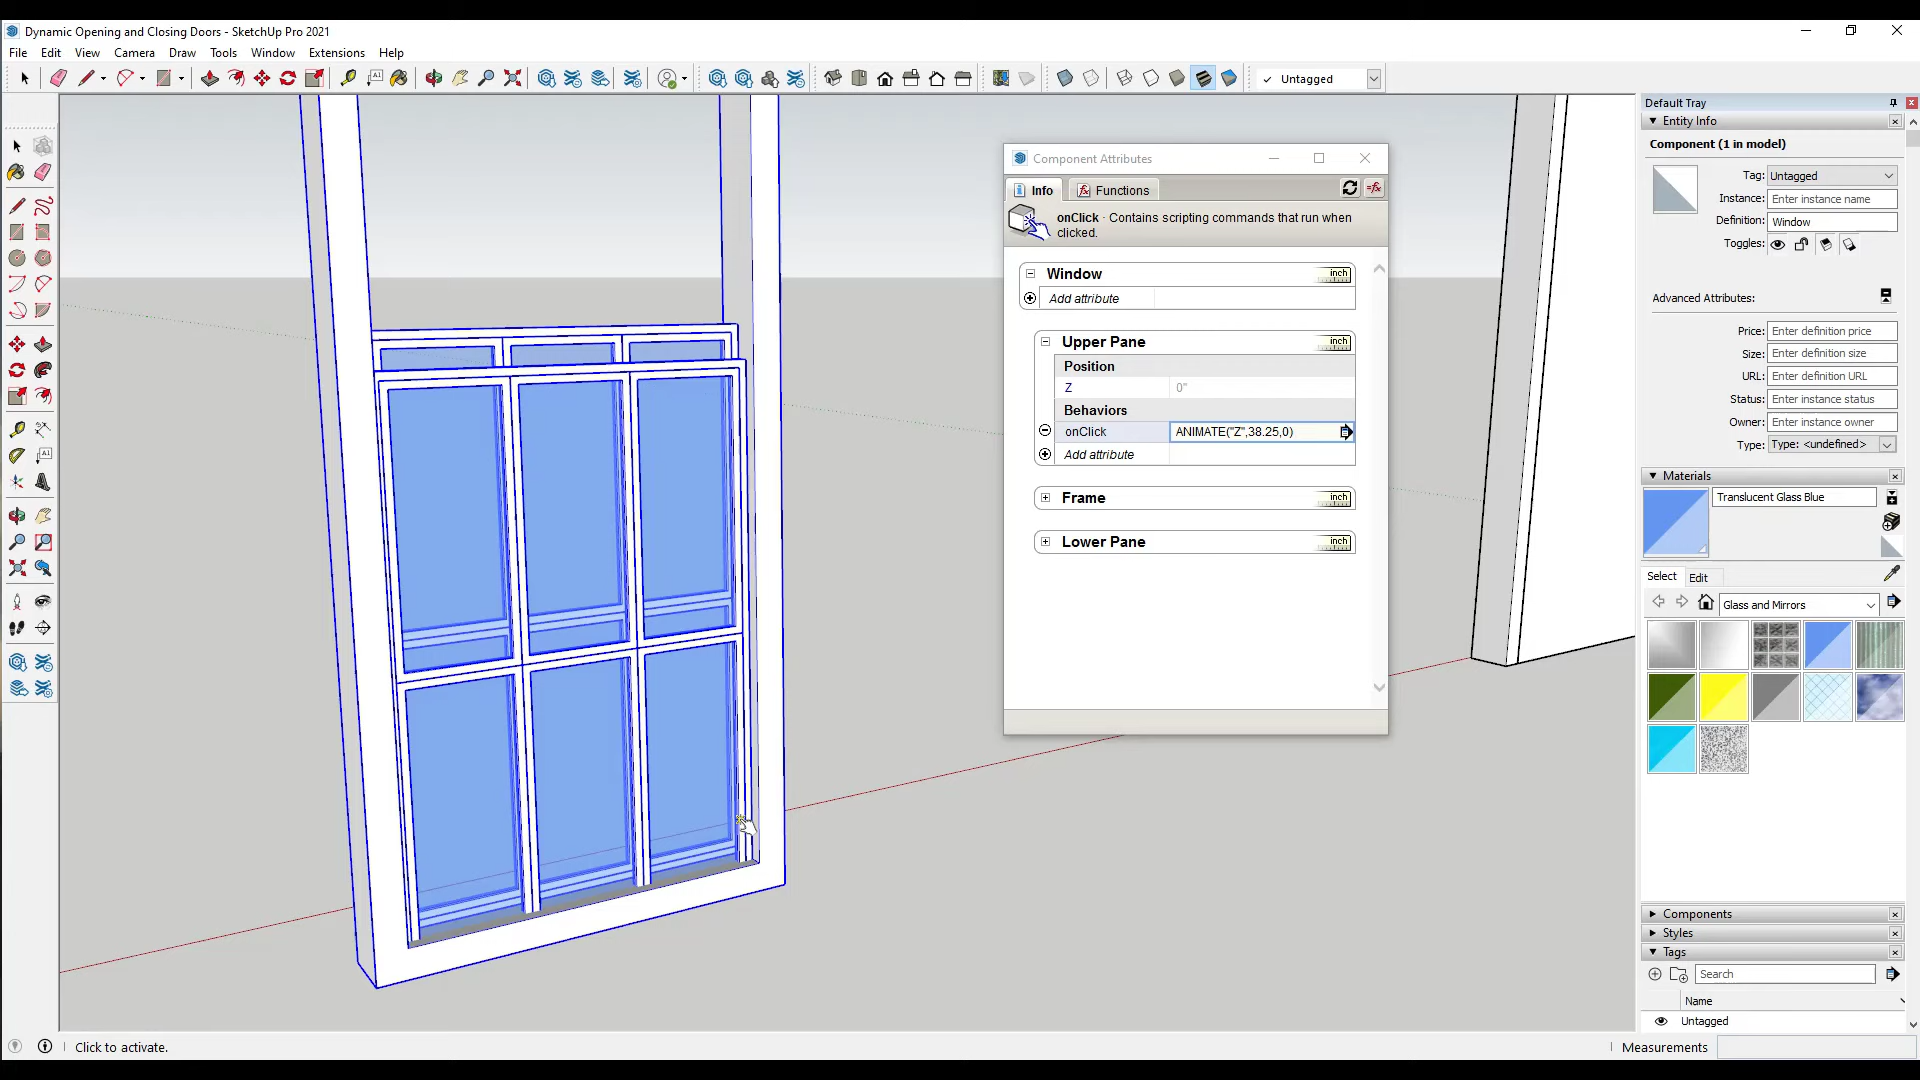 Dynamic Opening and Closing Doors - SketchUp Pro 2021
File Edit View Camera Draw Tools Window Extensions Help
A1
Untagged
Component Attributes
Info Functions
onClick · Contains scripting commands that run when
clicked.
Window inch
Add attribute
Upper Pane inch
Position
Z 0"
Behaviors
onClick ANIMATE("Z",38.25,0)
Add attribute
Frame inch
Lower Pane inch
Default Tray
Entity Info
Component (1 in model)
Tag: Untagged
Instance: Enter instance name
Definition: Window
Toggles:
Advanced Attributes:
Price: Enter definition price
Size: Enter definition size
URL: Enter definition URL
Status: Enter instance status
Owner: Enter instance owner
Type: Type: <undefined>
Materials
Translucent Glass Blue
Select Edit
Glass and Mirrors
Components
Styles
Tags
Search
Name
Untagged
A1
Click to activate.
Measurements